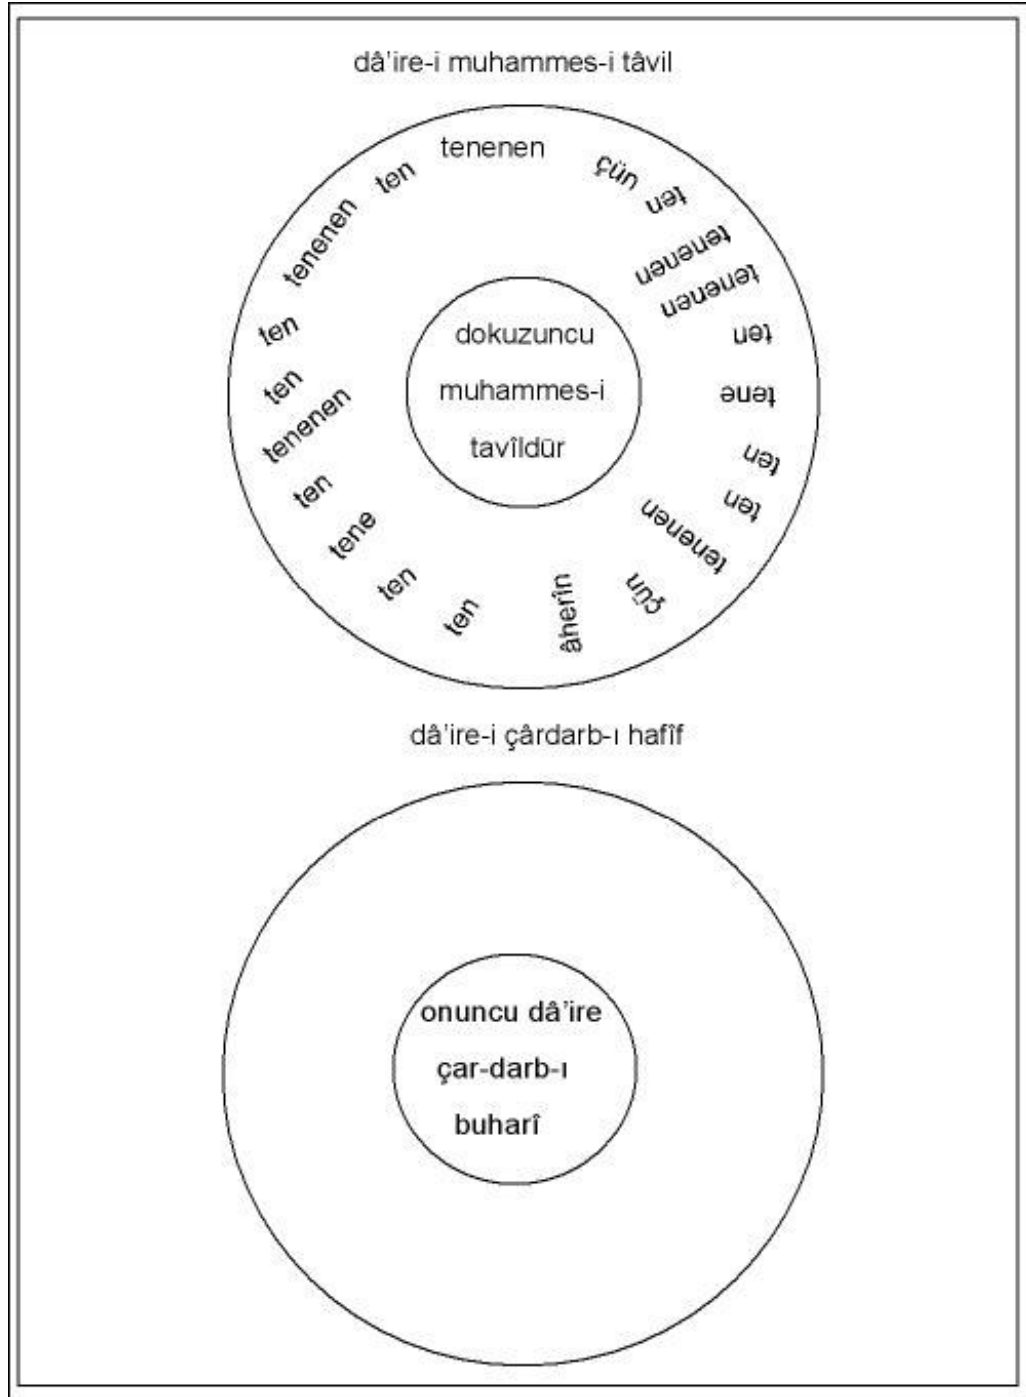 dâ'ire-i muhammes-i tâvil
tenenen
çün
ten
tenenen
tenenen
ten
tene
ten
ten
tenenen
çün
âherîn
ten
ten
tene
ten
tenenen
ten
ten
tenenen
ten
dokuzuncu
muhammes-i
tavîldür
dâ'ire-i çârdarb-ı hafîf
onuncu dâ'ire
çar-darb-ı
buharî